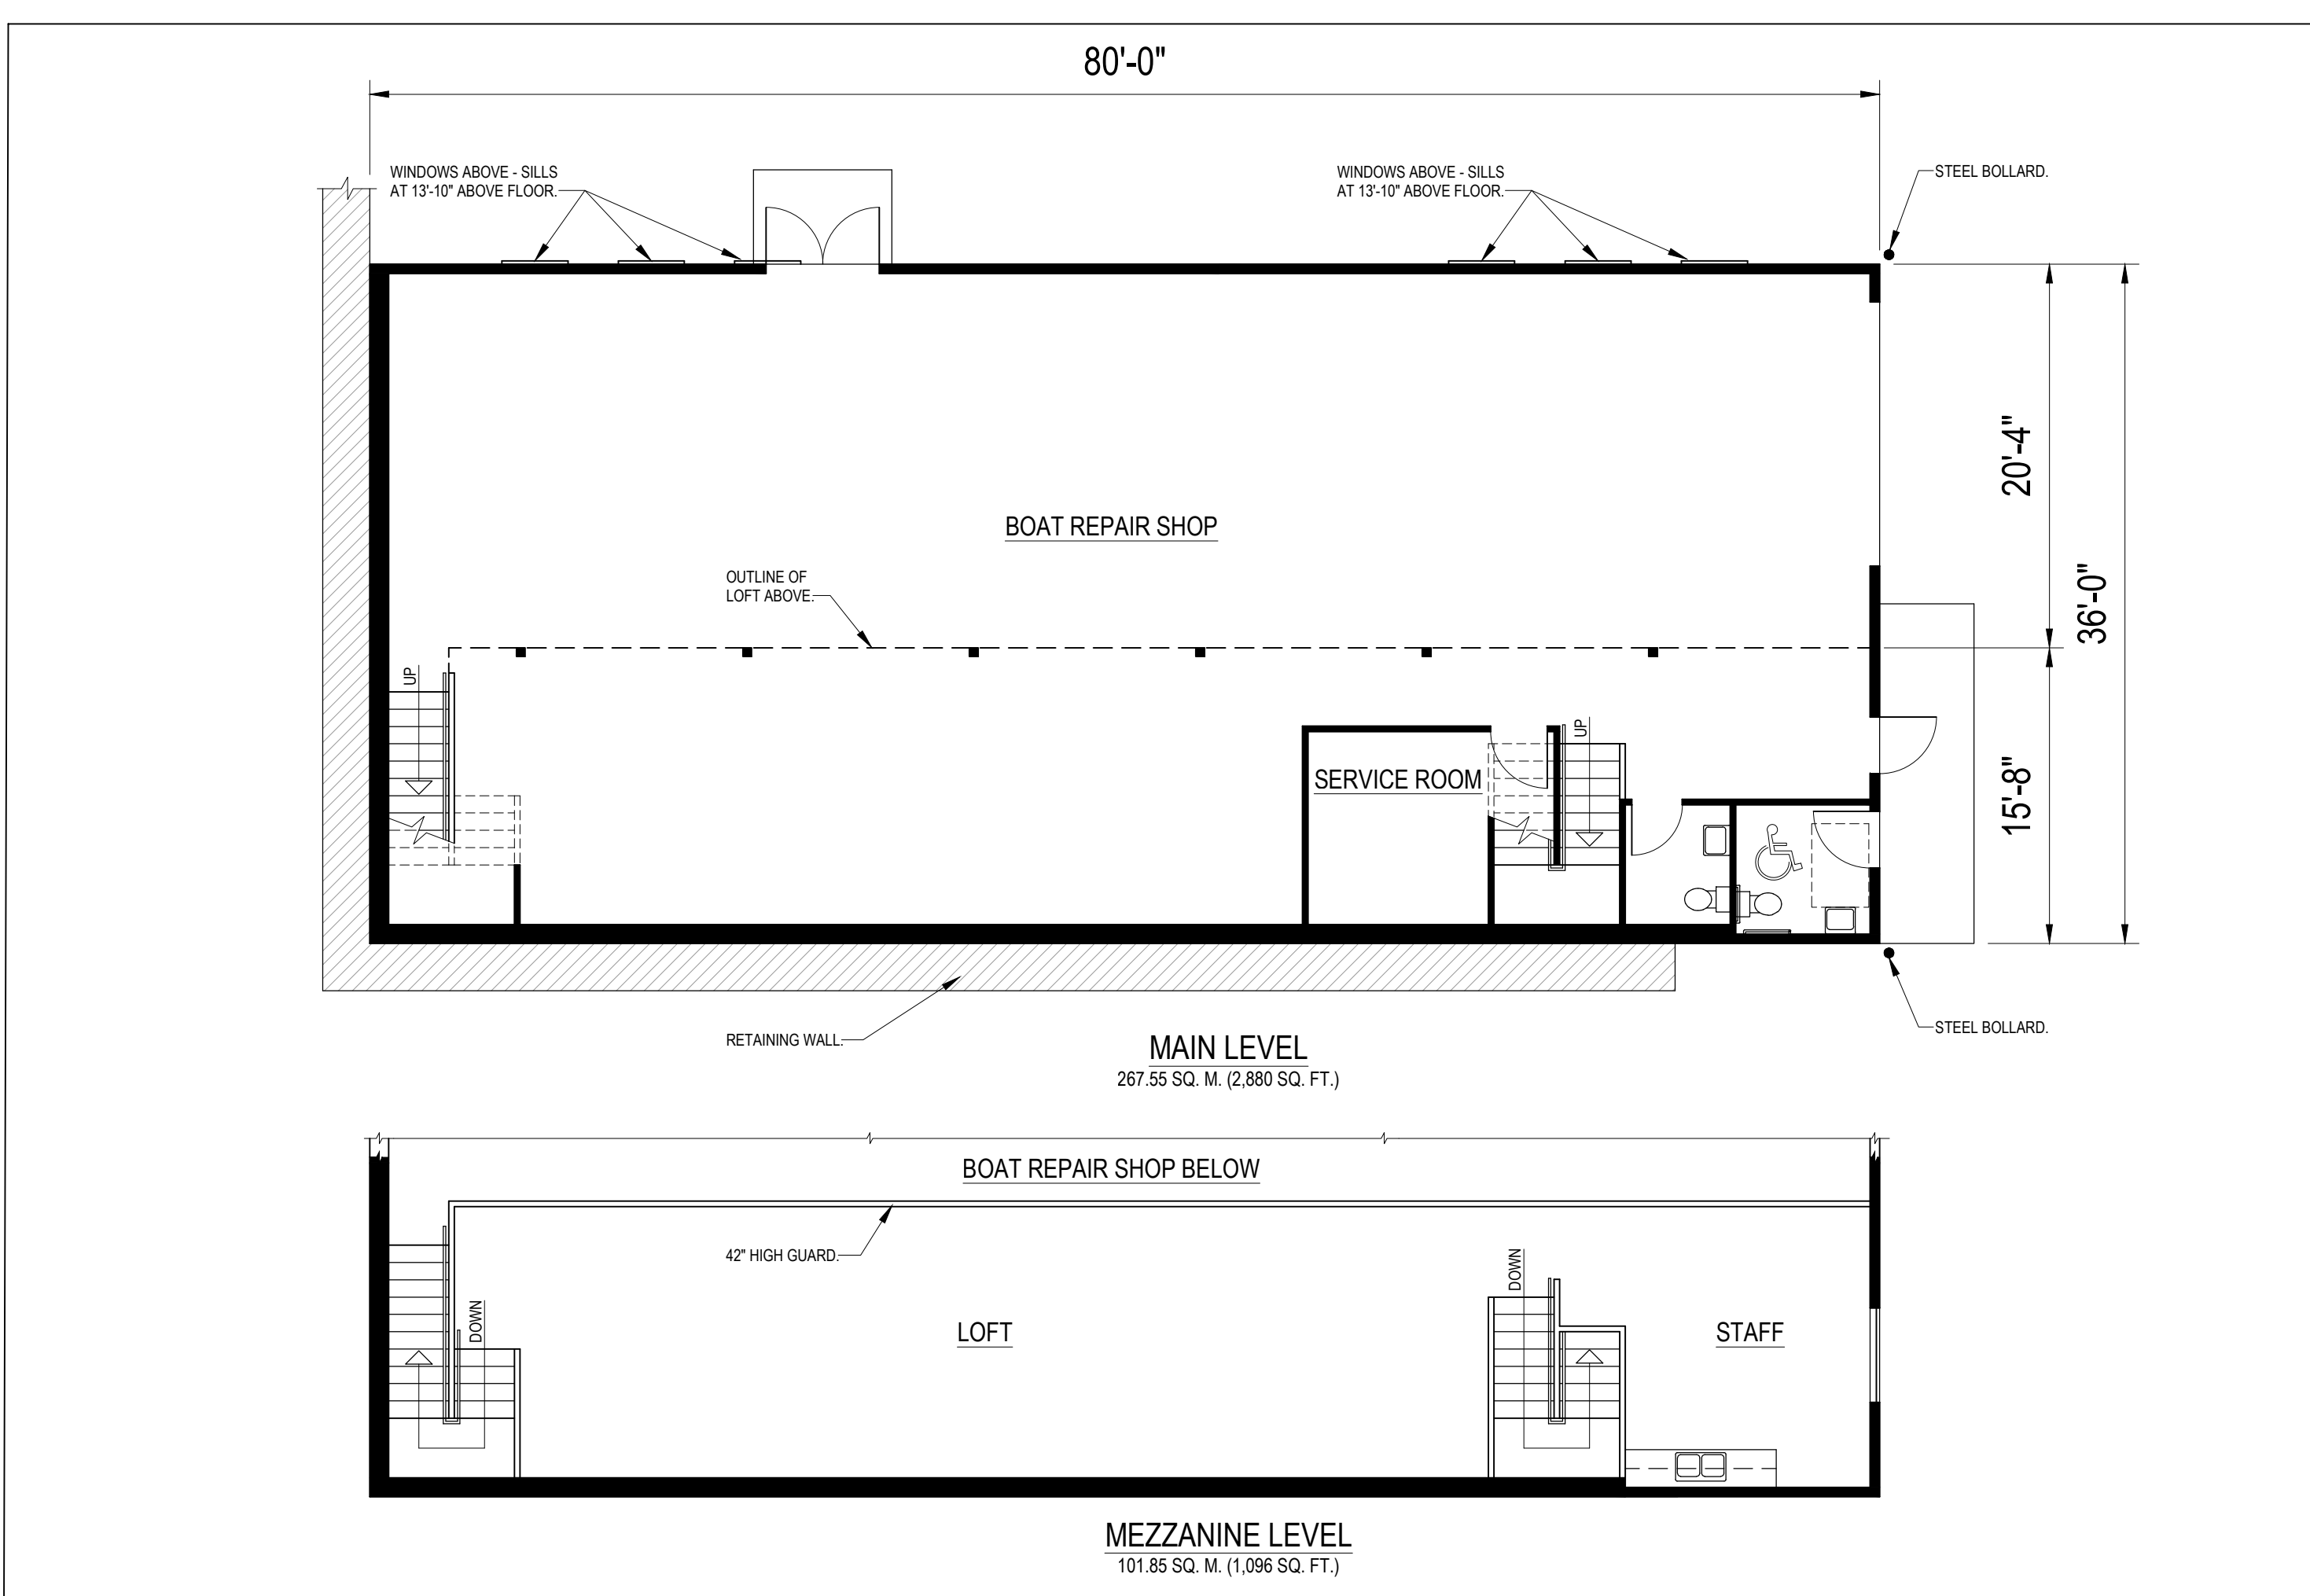 80'-0"
WINDOWS ABOVE - SILLS
AT 13'-10" ABOVE FLOOR.
WINDOWS ABOVE - SILLS
AT 13'-10" ABOVE FLOOR.
STEEL BOLLARD.
20'-4"
36'-0"
15'-8"
BOAT REPAIR SHOP
OUTLINE OF
LOFT ABOVE.
UP
UP
SERVICE ROOM
RETAINING WALL.
STEEL BOLLARD.
MAIN LEVEL
267.55 SQ. M. (2,880 SQ. FT.)
BOAT REPAIR SHOP BELOW
42" HIGH GUARD.
DOWN
DOWN
LOFT
STAFF
MEZZANINE LEVEL
101.85 SQ. M. (1,096 SQ. FT.)